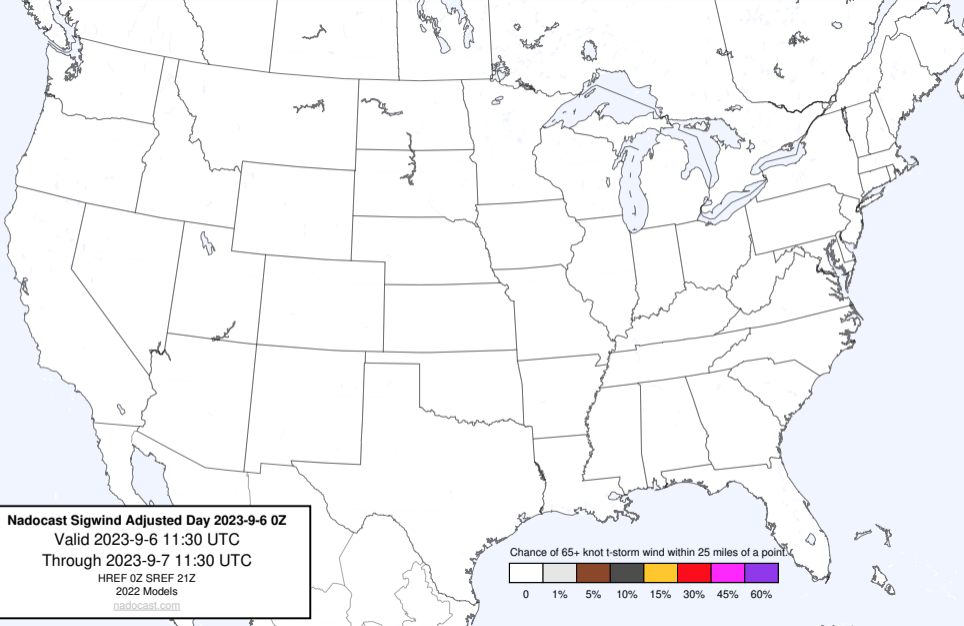 Nadocast Sigwind Adjusted Day 2023-9-6 0Z
Valid 2023-9-6 11:30 UTC
Through 2023-9-7 11:30 UTC
HREF 0Z SREF 21Z
2022 Models
nadocast.com
Chance of 65+ knot t-storm wind within 25 miles of a point.
0 1% 5% 10% 15% 30% 45% 60%